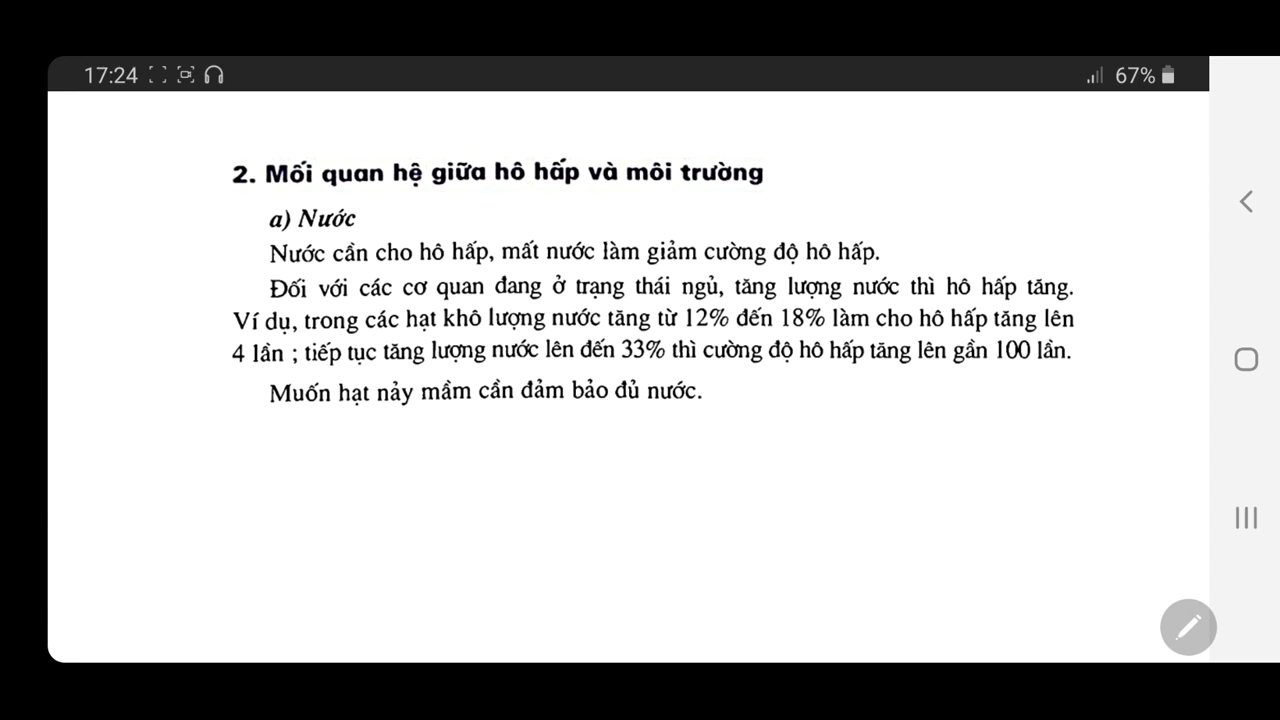 17:24
67%
2. Mối quan hệ giữa hô hấp và môi trường
a) Nước
Nước cần cho hô hấp, mất nước làm giảm cường độ hô hấp.
Đối với các cơ quan đang ở trạng thái ngủ, tăng lượng nước thì hô hấp tăng.
Ví dụ, trong các hạt khô lượng nước tăng từ 12% đến 18% làm cho hô hấp tăng lên
4 lần ; tiếp tục tăng lượng nước lên đến 33% thì cường độ hô hấp tăng lên gần 100 lần.
Muốn hạt nảy mầm cần đảm bảo đủ nước.